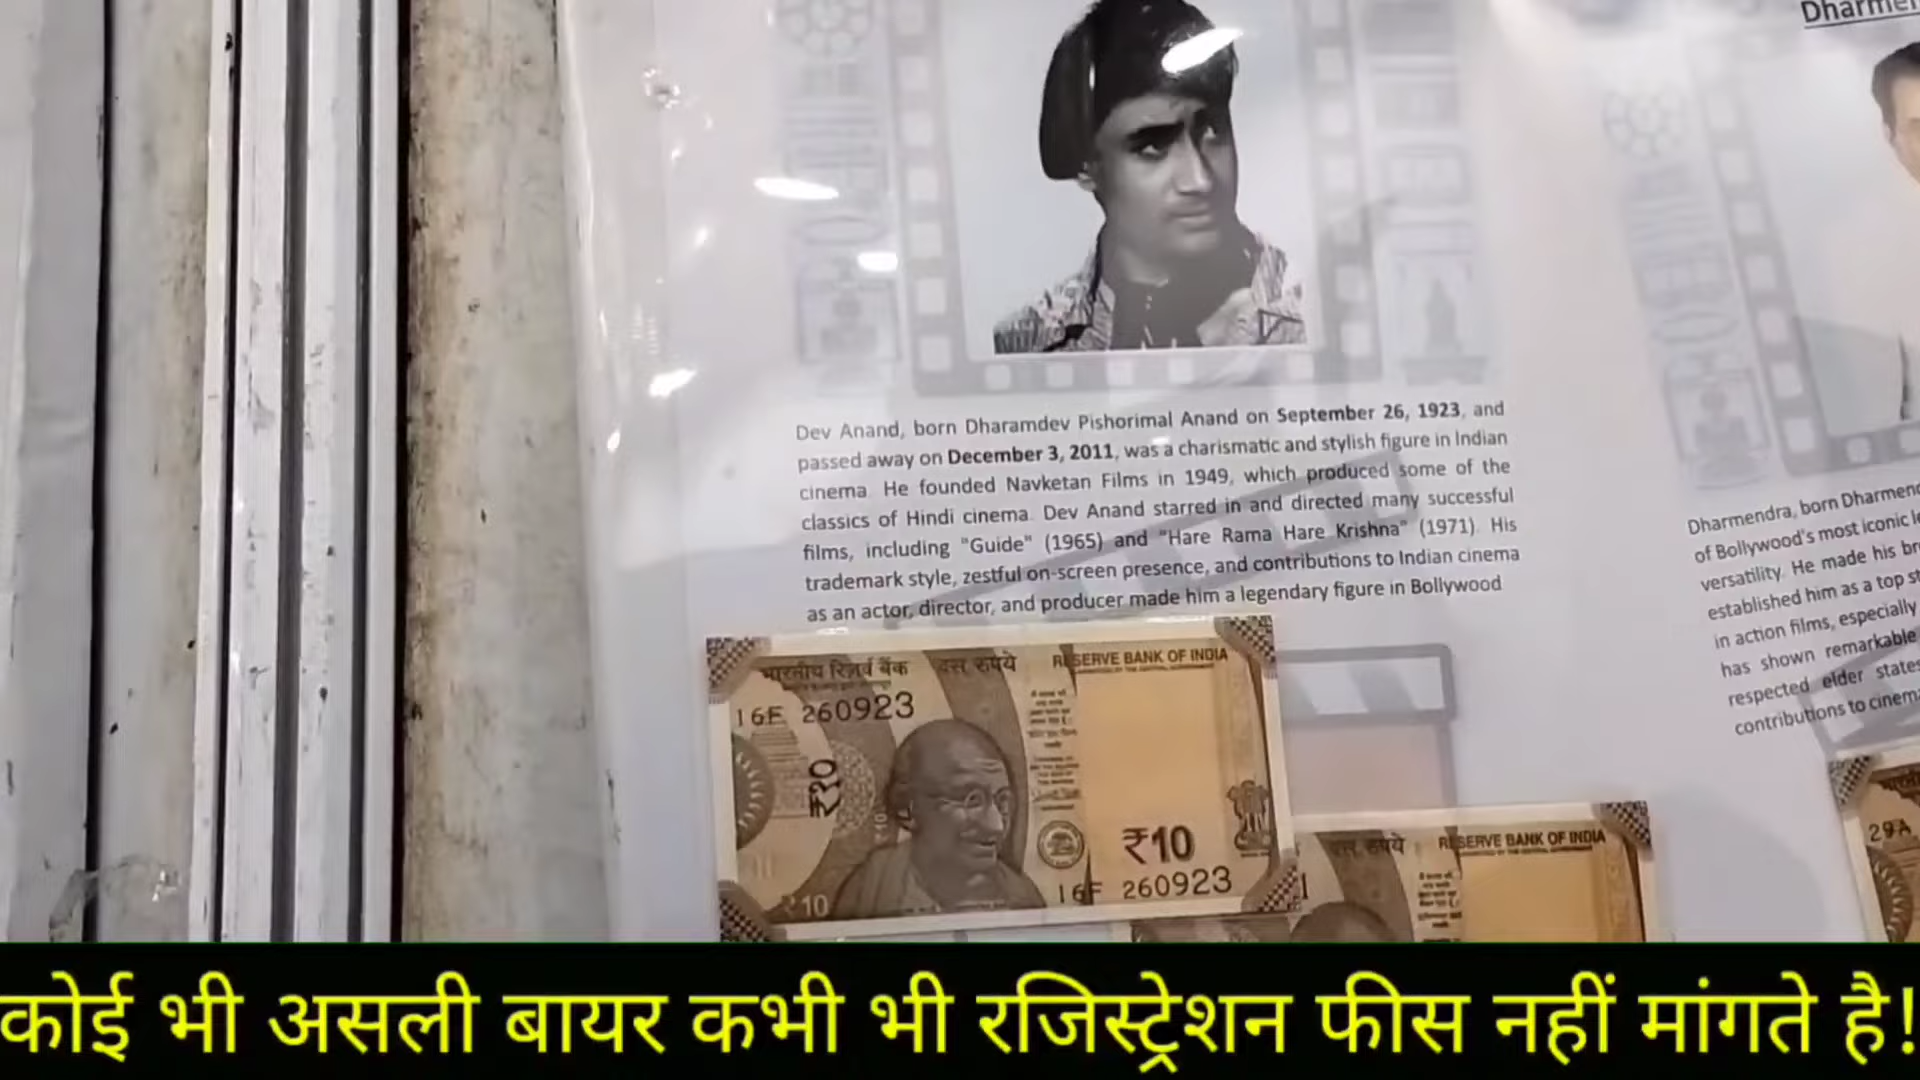 Dev Anand, born Dharamdev Pishorimal Anand on September 26, 1923, and
passed away on December 3, 2011, was a charismatic and stylish figure in Indian
cinema. He founded Navketan Films in 1949, which produced some of the
classics of Hindi cinema. Dev Anand starred in and directed many successful
films, including "Guide" (1965) and "Hare Rama Hare Krishna" (1971). His
trademark style, zestful on-screen presence, and contributions to Indian cinema
as an actor, director, and producer made him a legendary figure in Bollywood
Dharmendra, born
of Bollywood's most iconic
versatility. He made his
established him as a top
in action films, especially
has shown remarkable
respected elder
contributions to
भारतीय रिज़र्व बैंक दस रुपये RESERVE BANK OF INDIA
16F 260923
₹१०
₹10
16F 260923
₹10
दस रुपये RESERVE BANK OF INDIA
29A
कोई भी असली बायर कभी भी रजिस्ट्रेशन फीस नहीं मांगते है!